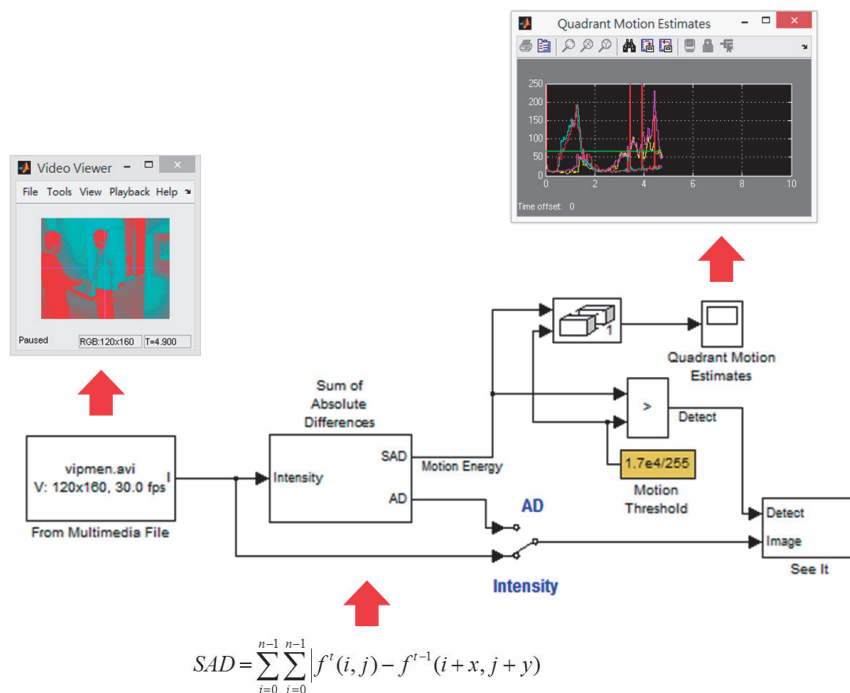 Quadrant Motion Estimates
250
200
150
100
50
0
0 2 4 6 8 10
Time offset: 0
Video Viewer
File Tools View Playback Help
Paused RGB:120x160 T=4.900
1
Quadrant Motion
Estimates
Sum of
Absolute
Differences
>
Detect
vipmen.avi
V: 120x160, 30.0 fps
I
From Multimedia File
Intensity
SAD
AD
Motion Energy
1.7e4/255
Motion
Threshold
AD
Intensity
Detect
Image
See It
SAD = \sum_{i=0}^{n-1} \sum_{j=0}^{n-1} | f^t(i, j) − f^{t-1}(i + x, j + y)